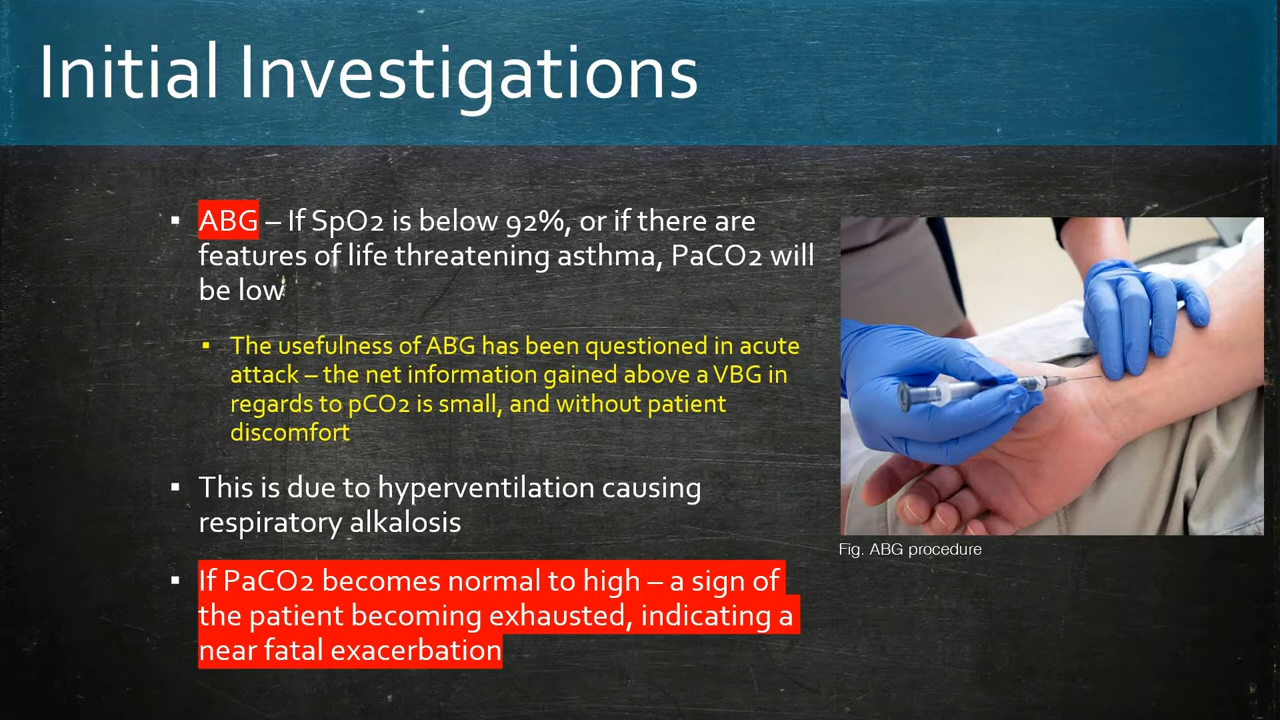 Initial Investigations
▪ ABG – If SpO2 is below 92%, or if there are
features of life threatening asthma, PaCO2 will
be low
▪ The usefulness of ABG has been questioned in acute
attack – the net information gained above a VBG in
regards to pCO2 is small, and without patient
discomfort
▪ This is due to hyperventilation causing
respiratory alkalosis
▪ If PaCO2 becomes normal to high – a sign of
the patient becoming exhausted, indicating a
near fatal exacerbation
Fig. ABG procedure